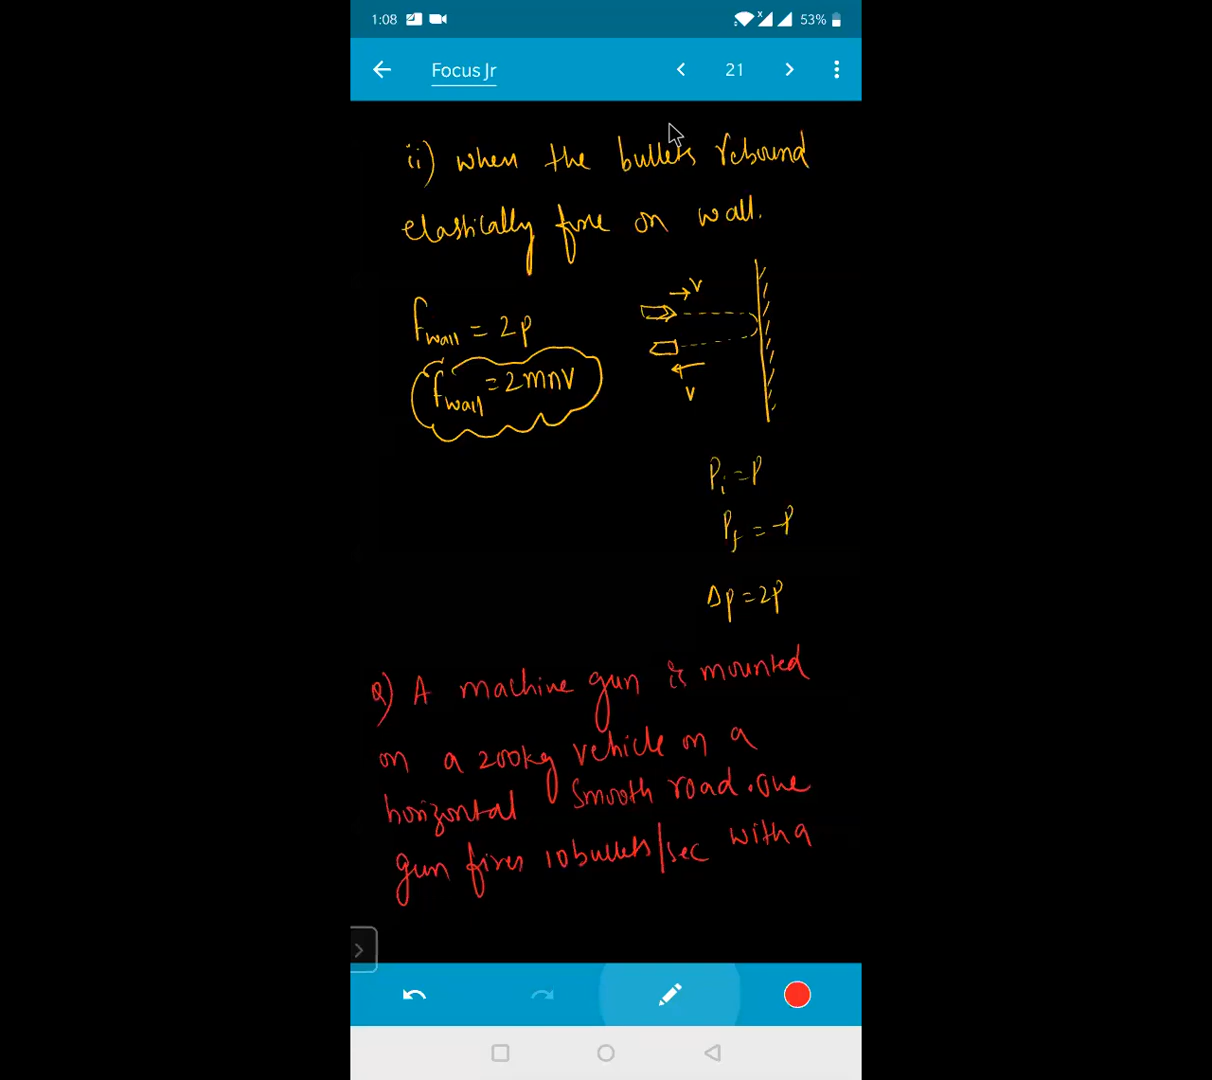 1:08 53%
Focus Jr 21
ii) when the bullets rebound
elastically force on wall.
→ V
Fwall = 2p
Fwall = 2mnv
V
Pi = P
Pf = -P
Δp = 2p
Q) A machine gun is mounted
on a 200kg vehicle on a
horizontal smooth road. One
gun fires 10 bullets/sec with a